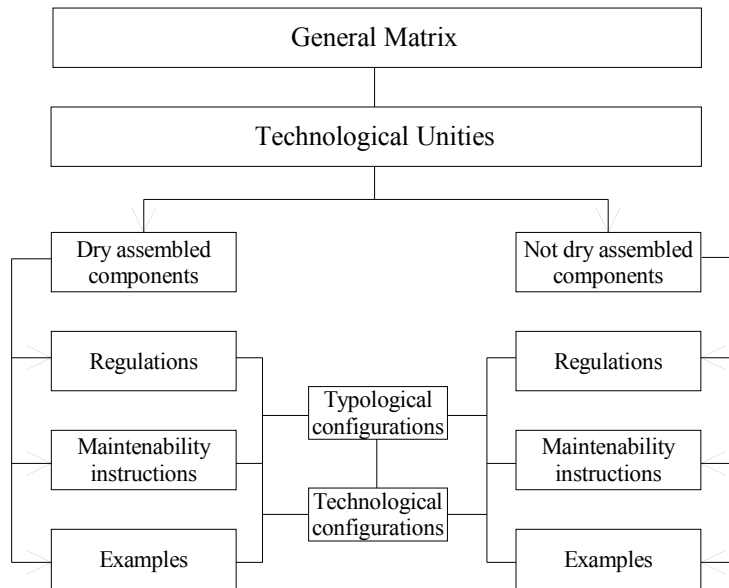 General Matrix
Technological Unities
Dry assembled
components
Not dry assembled
components
Regulations
Regulations
Typological
configurations
Maintenability
instructions
Maintenability
instructions
Technological
configurations
Examples
Examples